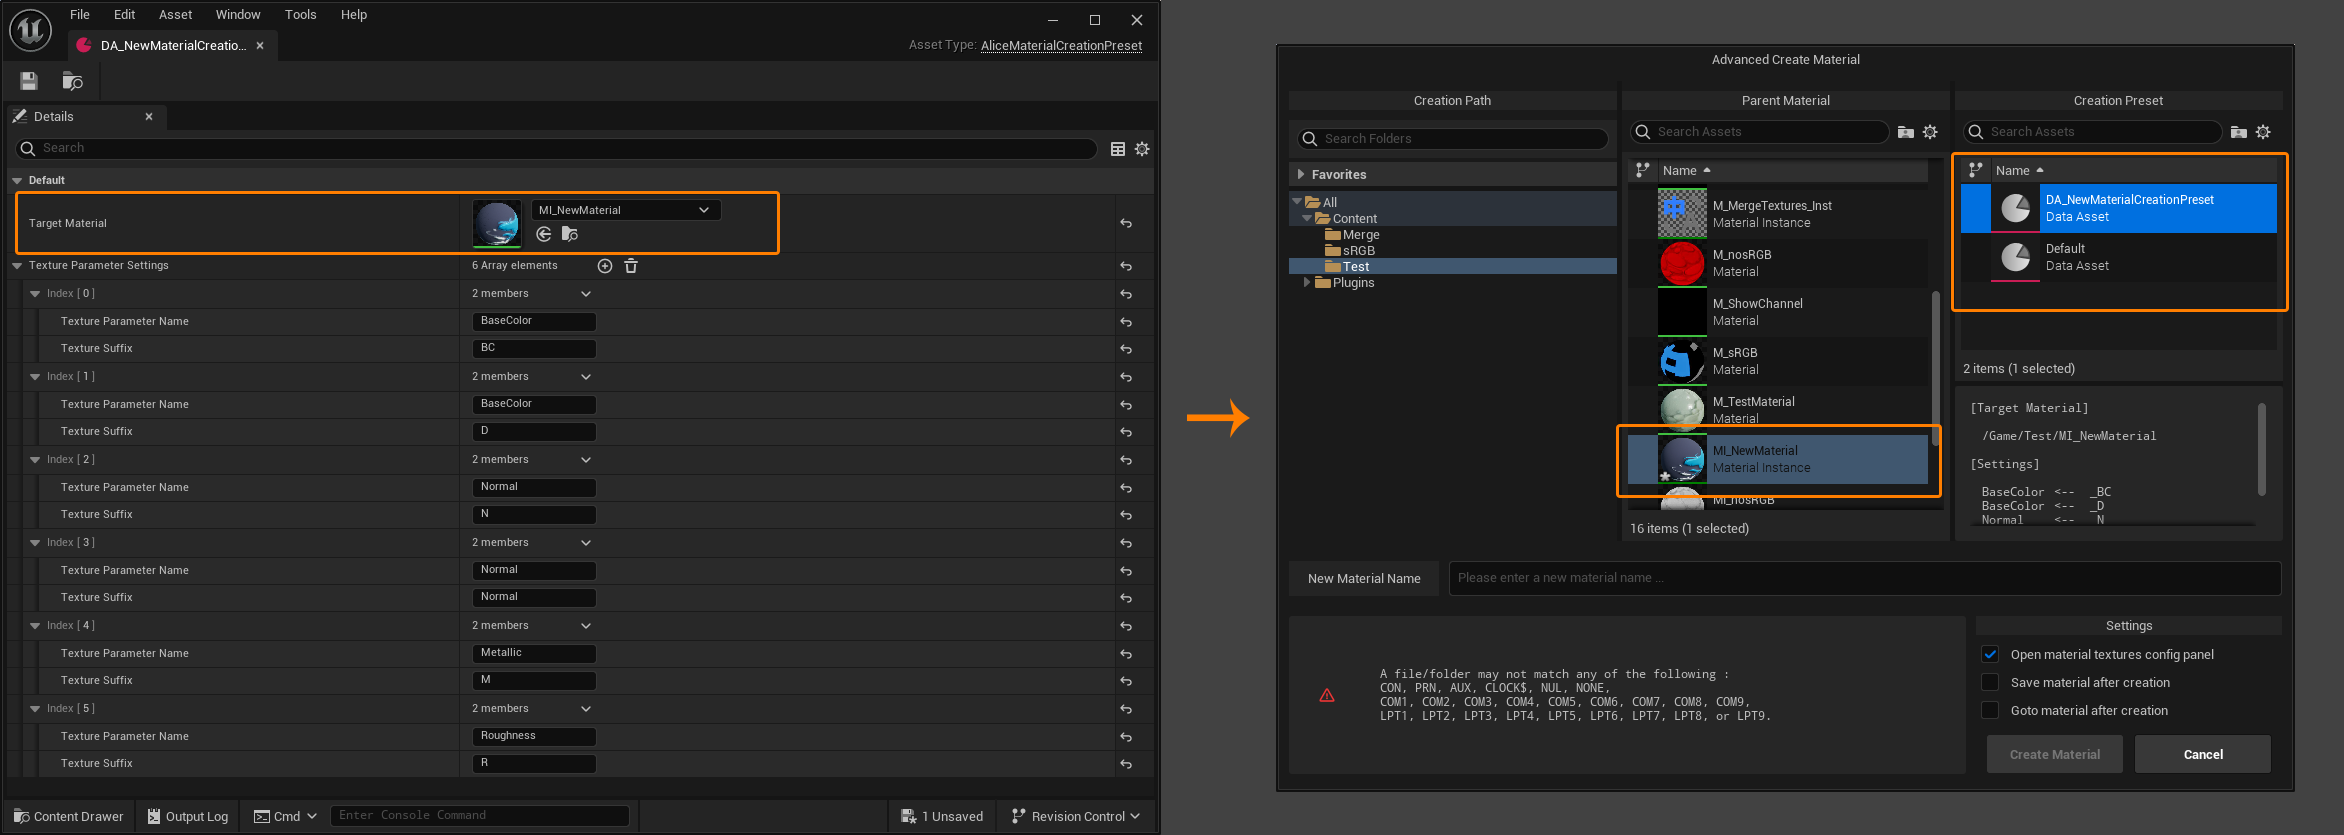 File Edit Asset Window Tools Help
DA_NewMaterialCreatio...
Asset Type: AliceMaterialCreationPreset
Details
Search
Default
Target Material
MI_NewMaterial
Texture Parameter Settings 6 Array elements
Index [ 0 ] 2 members
Texture Parameter Name BaseColor
Texture Suffix BC
Index [ 1 ] 2 members
Texture Parameter Name BaseColor
Texture Suffix D
Index [ 2 ] 2 members
Texture Parameter Name Normal
Texture Suffix N
Index [ 3 ] 2 members
Texture Parameter Name Normal
Texture Suffix Normal
Index [ 4 ] 2 members
Texture Parameter Name Metallic
Texture Suffix M
Index [ 5 ] 2 members
Texture Parameter Name Roughness
Texture Suffix R
Content Drawer Output Log Cmd Enter Console Command 1 Unsaved Revision Control
Advanced Create Material
Creation Path
Search Folders
Favorites
All
Content
Merge
sRGB
Test
Plugins
Parent Material
Search Assets
Name
M_MergeTextures_Inst
Material Instance
M_nosRGB
Material
M_ShowChannel
Material
M_sRGB
Material
M_TestMaterial
Material
MI_NewMaterial
Material Instance
MI_nosRGB
16 items (1 selected)
Creation Preset
Search Assets
Name
DA_NewMaterialCreationPreset
Data Asset
Default
Data Asset
2 items (1 selected)
[Target Material]
/Game/Test/MI_NewMaterial
[Settings]
BaseColor <-- _BC
BaseColor <-- _D
Normal <-- _N
New Material Name Please enter a new material name ...
A file/folder may not match any of the following :
CON, PRN, AUX, CLOCK$, NUL, NONE,
COM1, COM2, COM3, COM4, COM5, COM6, COM7, COM8, COM9,
LPT1, LPT2, LPT3, LPT4, LPT5, LPT6, LPT7, LPT8, or LPT9.
Settings
Open material textures config panel
Save material after creation
Goto material after creation
Create Material Cancel